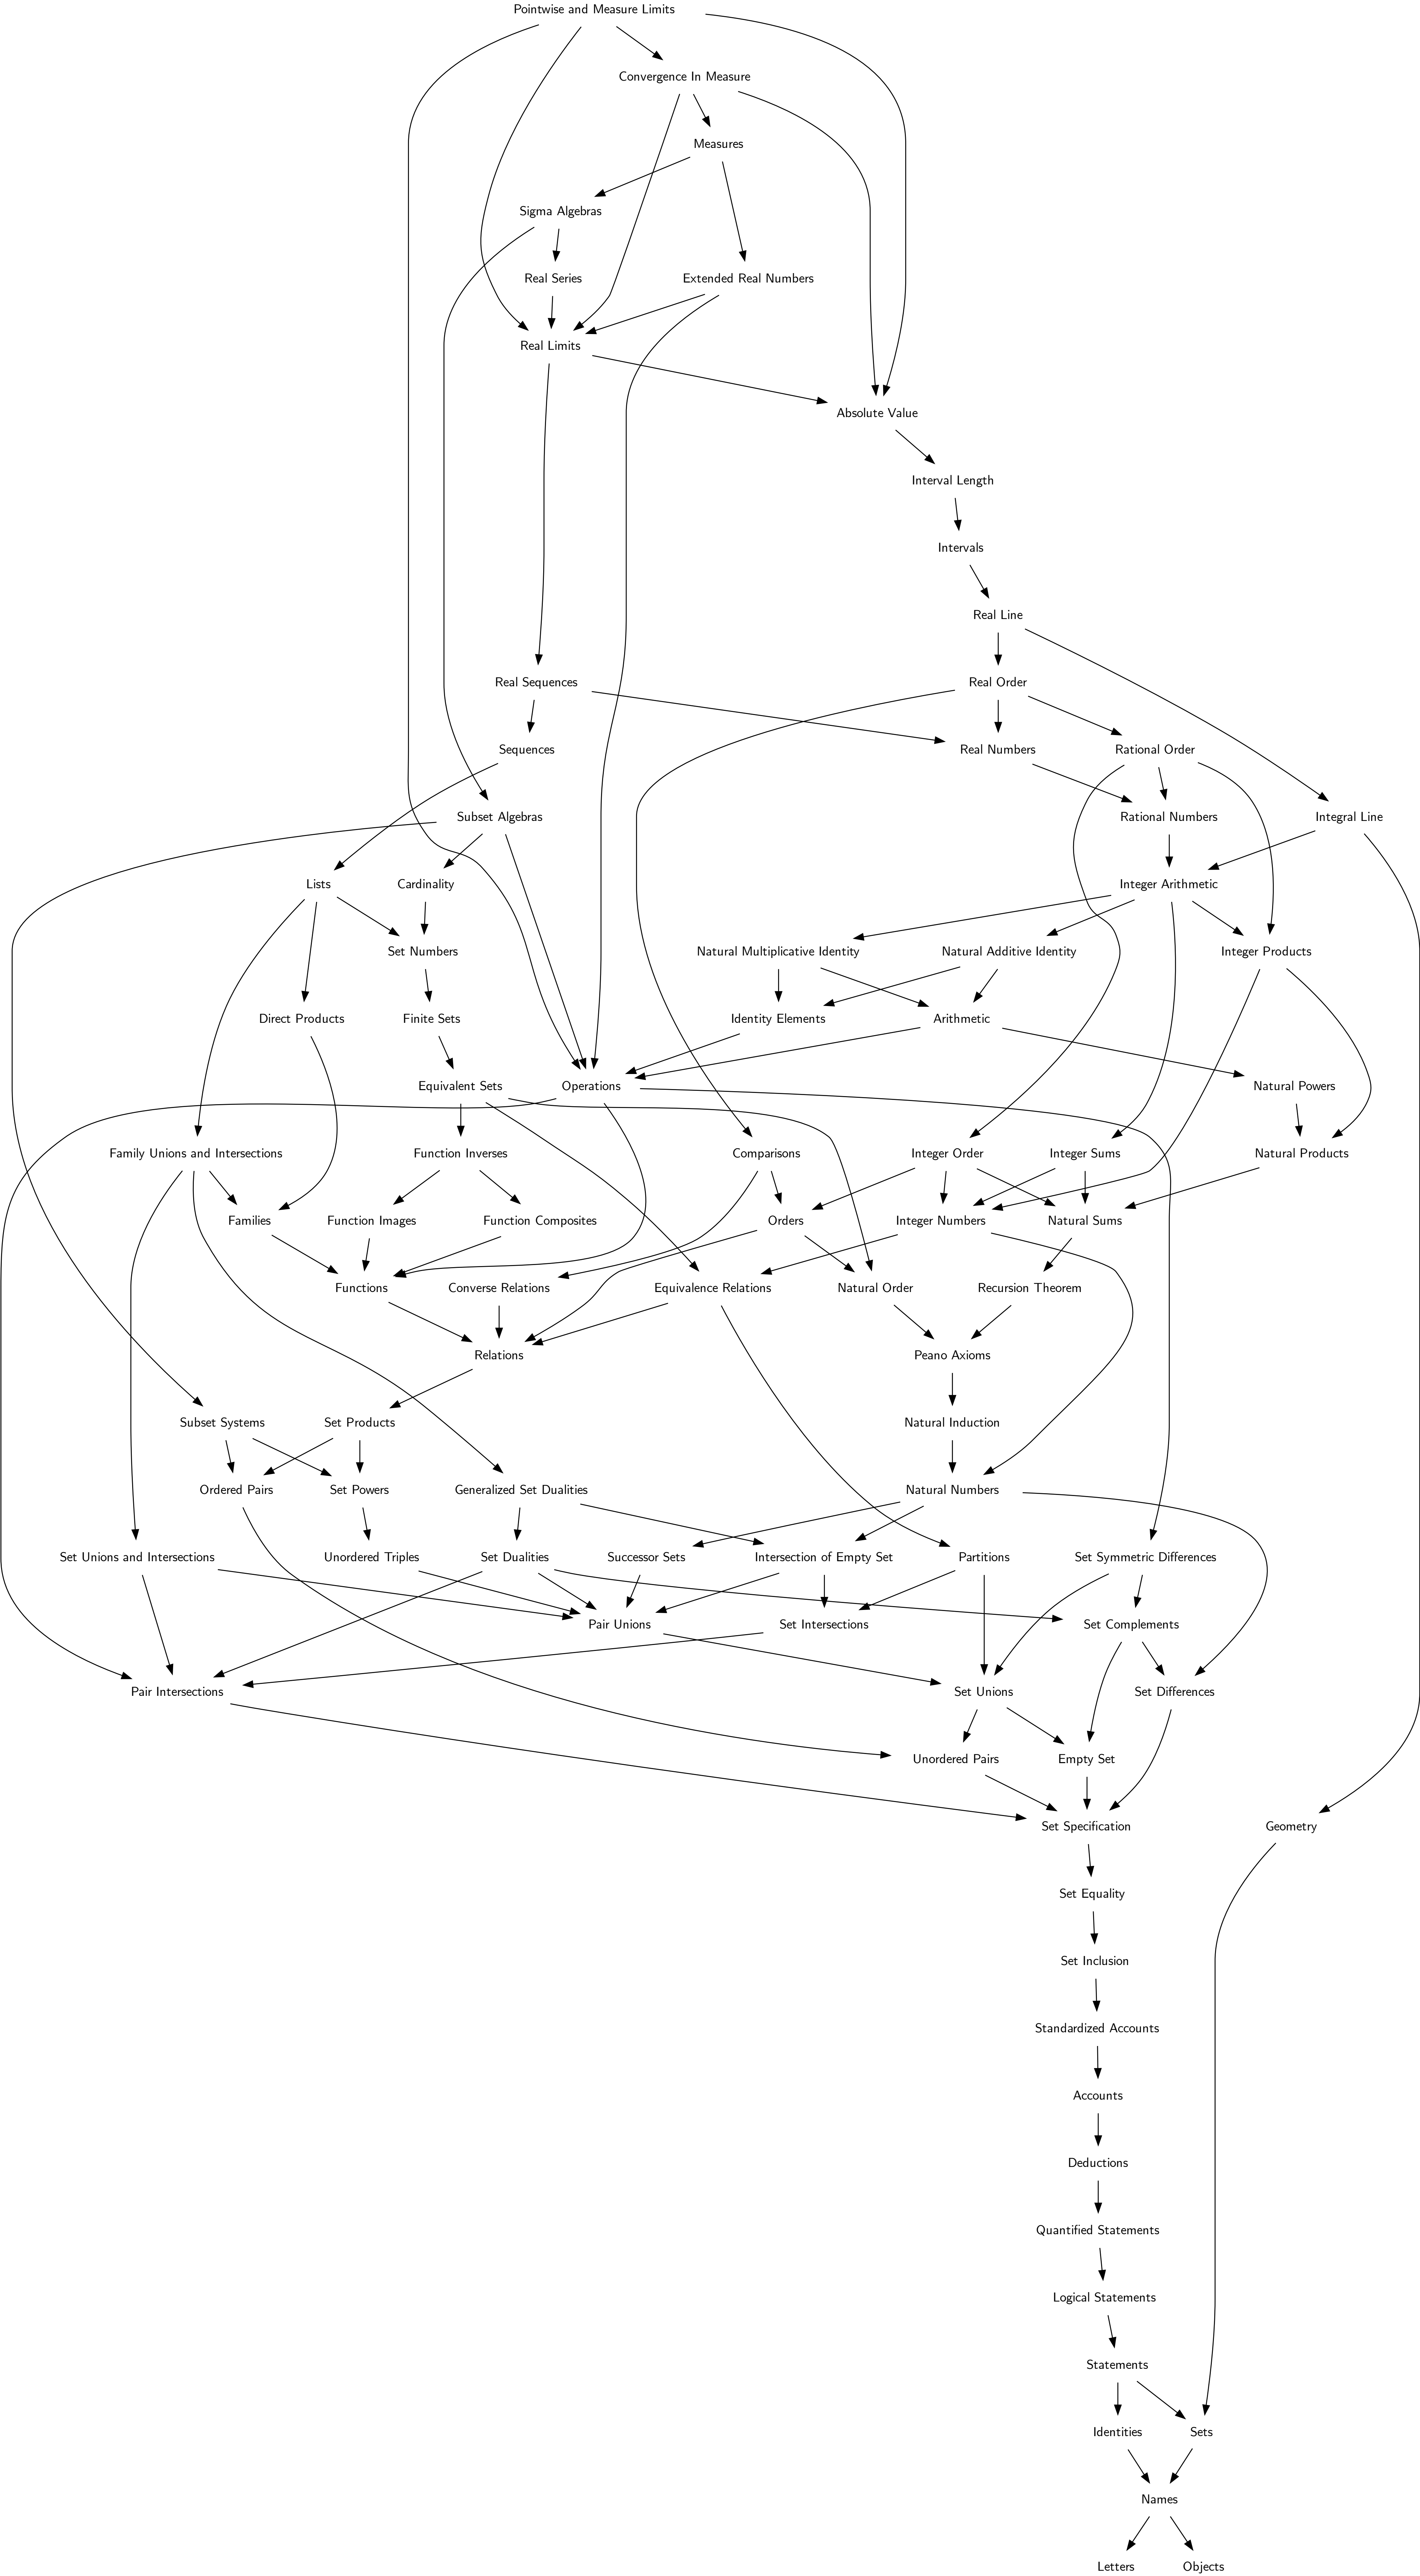 Pointwise and Measure Limits
Convergence In Measure
Measures
Sigma Algebras
Real Series
Extended Real Numbers
Real Limits
Absolute Value
Interval Length
Intervals
Real Line
Real Sequences
Real Order
Sequences
Real Numbers
Rational Order
Subset Algebras
Rational Numbers
Integral Line
Lists
Cardinality
Integer Arithmetic
Set Numbers
Natural Multiplicative Identity
Natural Additive Identity
Integer Products
Direct Products
Finite Sets
Identity Elements
Arithmetic
Equivalent Sets
Operations
Natural Powers
Family Unions and Intersections
Function Inverses
Comparisons
Integer Order
Integer Sums
Natural Products
Families
Function Images
Function Composites
Orders
Integer Numbers
Natural Sums
Functions
Converse Relations
Equivalence Relations
Natural Order
Recursion Theorem
Relations
Peano Axioms
Subset Systems
Set Products
Natural Induction
Ordered Pairs
Set Powers
Generalized Set Dualities
Natural Numbers
Set Unions and Intersections
Unordered Triples
Set Dualities
Successor Sets
Intersection of Empty Set
Partitions
Set Symmetric Differences
Pair Unions
Set Intersections
Set Complements
Pair Intersections
Set Unions
Set Differences
Unordered Pairs
Empty Set
Set Specification
Geometry
Set Equality
Set Inclusion
Standardized Accounts
Accounts
Deductions
Quantified Statements
Logical Statements
Statements
Identities
Sets
Names
Letters
Objects